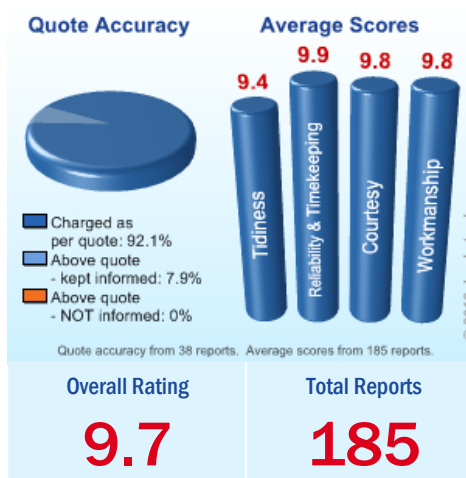 Quote Accuracy
Charged as
per quote: 92.1%
Above quote
- kept informed: 7.9%
Above quote
- NOT informed: 0%
Average Scores
9.4
9.9
9.8
9.8
Tidiness
Reliability & Timekeeping
Courtesy
Workmanship
Quote accuracy from 38 reports. Average scores from 185 reports.
Overall Rating
9.7
Total Reports
185